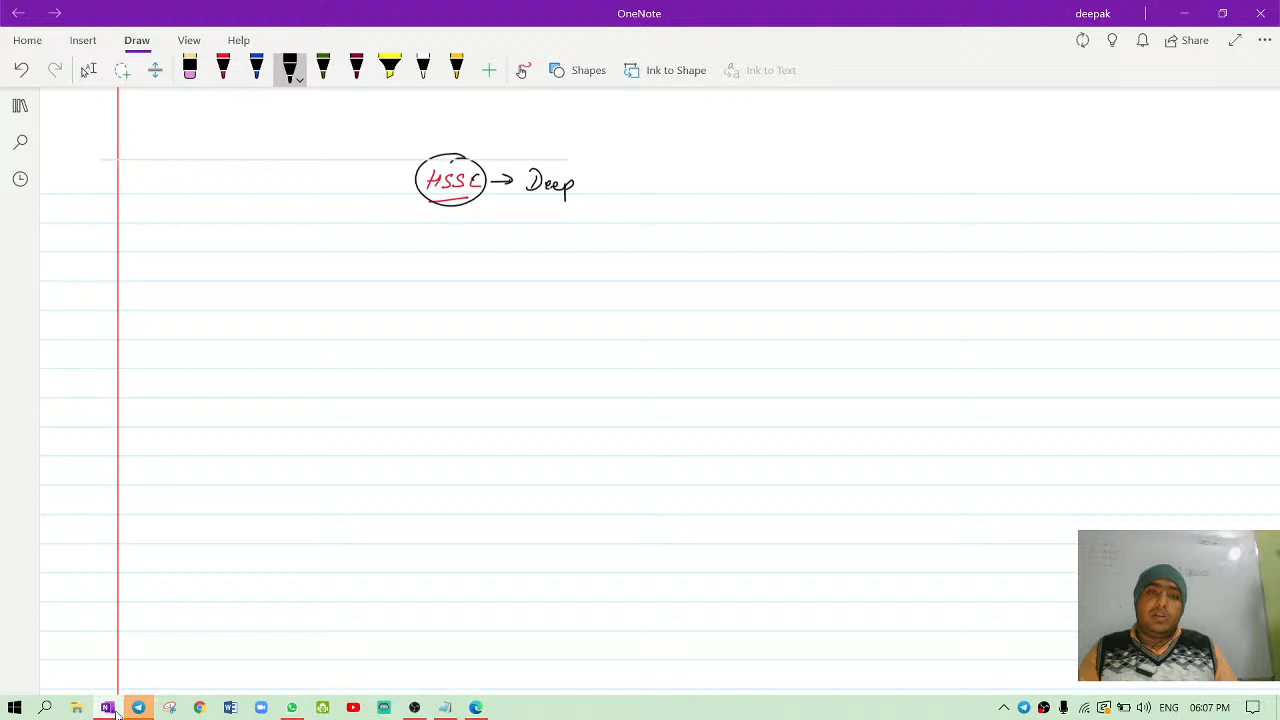 OneNote
deepak
Home Insert Draw View Help
Share
Shapes Ink to Shape Ink to Text
HSSC → Deep
ENG 06:07 PM